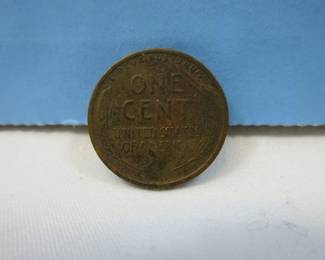 ONE
CENT
UNITED STATES
OF AMERICA